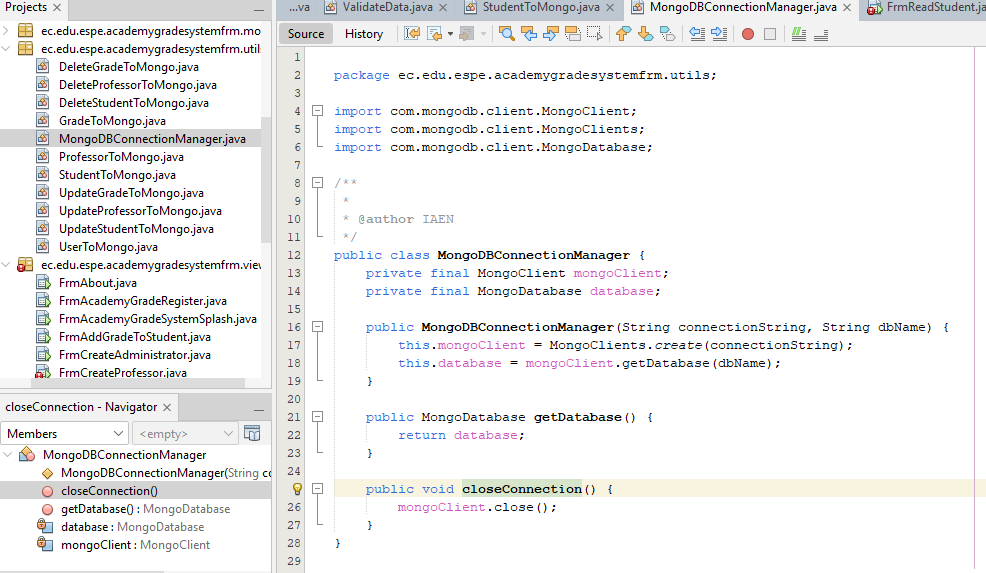 Projects
ec.edu.espe.academygradesystemfrm.mo
ec.edu.espe.academygradesystemfrm.util
DeleteGradeToMongo.java
DeleteProfessorToMongo.java
DeleteStudentToMongo.java
GradeToMongo.java
MongoDBConnectionManager.java
ProfessorToMongo.java
StudentToMongo.java
UpdateGradeToMongo.java
UpdateProfessorToMongo.java
UpdateStudentToMongo.java
UserToMongo.java
ec.edu.espe.academygradesystemfrm.view
FrmAbout.java
FrmAcademyGradeRegister.java
FrmAcademyGradeSystemSplash.java
FrmAddGradeToStudent.java
FrmCreateAdministrator.java
FrmCreateProfessor.java
closeConnection - Navigator
Members <empty>
MongoDBConnectionManager
MongoDBConnectionManager(String co
closeConnection()
getDatabase() : MongoDatabase
database : MongoDatabase
mongoClient : MongoClient
...va ValidateData.java StudentToMongo.java MongoDBConnectionManager.java FrmReadStudent.ja
Source History
1
2 package ec.edu.espe.academygradesystemfrm.utils;
3
4 import com.mongodb.client.MongoClient;
5 import com.mongodb.client.MongoClients;
6 import com.mongodb.client.MongoDatabase;
7
8 /**
9 *
10 * @author IAEN
11 */
12 public class MongoDBConnectionManager {
13 private final MongoClient mongoClient;
14 private final MongoDatabase database;
15
16 public MongoDBConnectionManager(String connectionString, String dbName) {
17 this.mongoClient = MongoClients.create(connectionString);
18 this.database = mongoClient.getDatabase(dbName);
19 }
20
21 public MongoDatabase getDatabase() {
22 return database;
23 }
24
public void closeConnection() {
26 mongoClient.close();
27 }
28 }
29